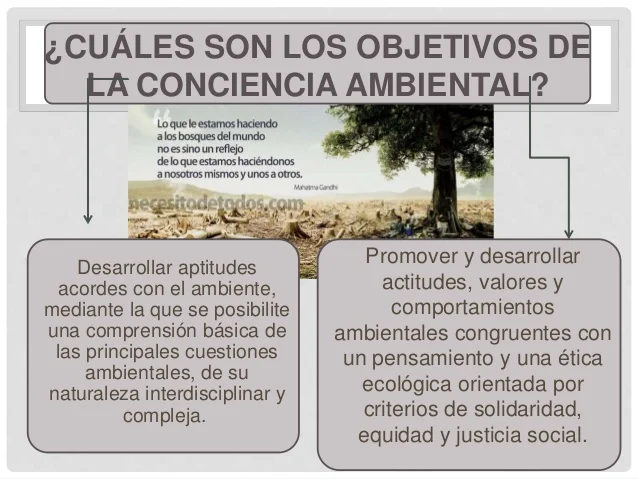 ¿CUÁLES SON LOS OBJETIVOS DE
LA CONCIENCIA AMBIENTAL?
Lo que le estamos haciendo
a los bosques del mundo
no es sino un reflejo
de lo que estamos haciéndonos
a nosotros mismos y unos a otros.
Mahatma Gandhi
necesitodetodos.com
Desarrollar aptitudes
acordes con el ambiente,
mediante la que se posibilite
una comprensión básica de
las principales cuestiones
ambientales, de su
naturaleza interdisciplinar y
compleja.
Promover y desarrollar
actitudes, valores y
comportamientos
ambientales congruentes con
un pensamiento y una ética
ecológica orientada por
criterios de solidaridad,
equidad y justicia social.